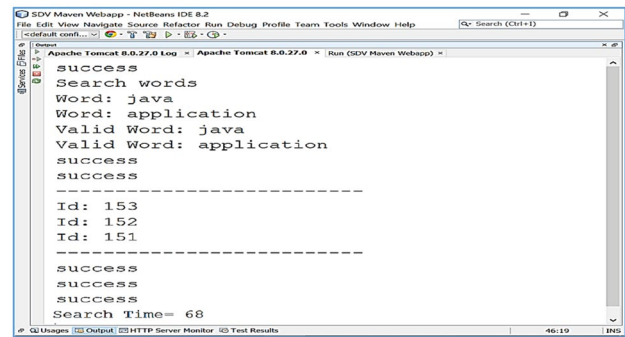 SDV Maven Webapp - NetBeans IDE 8.2
File Edit View Navigate Source Refactor Run Debug Profile Team Tools Window Help
Search (Ctrl+I)
<default confi...
Output
Apache Tomcat 8.0.27.0 Log × Apache Tomcat 8.0.27.0 × Run (SDV Maven Webapp) ×
Files
Services
success
Search words
Word: java
Word: application
Valid Word: java
Valid Word: application
success
success
----------------------------
Id: 153
Id: 152
Id: 151
----------------------------
success
success
success
Search Time= 68
Usages Output HTTP Server Monitor Test Results
46:19 INS